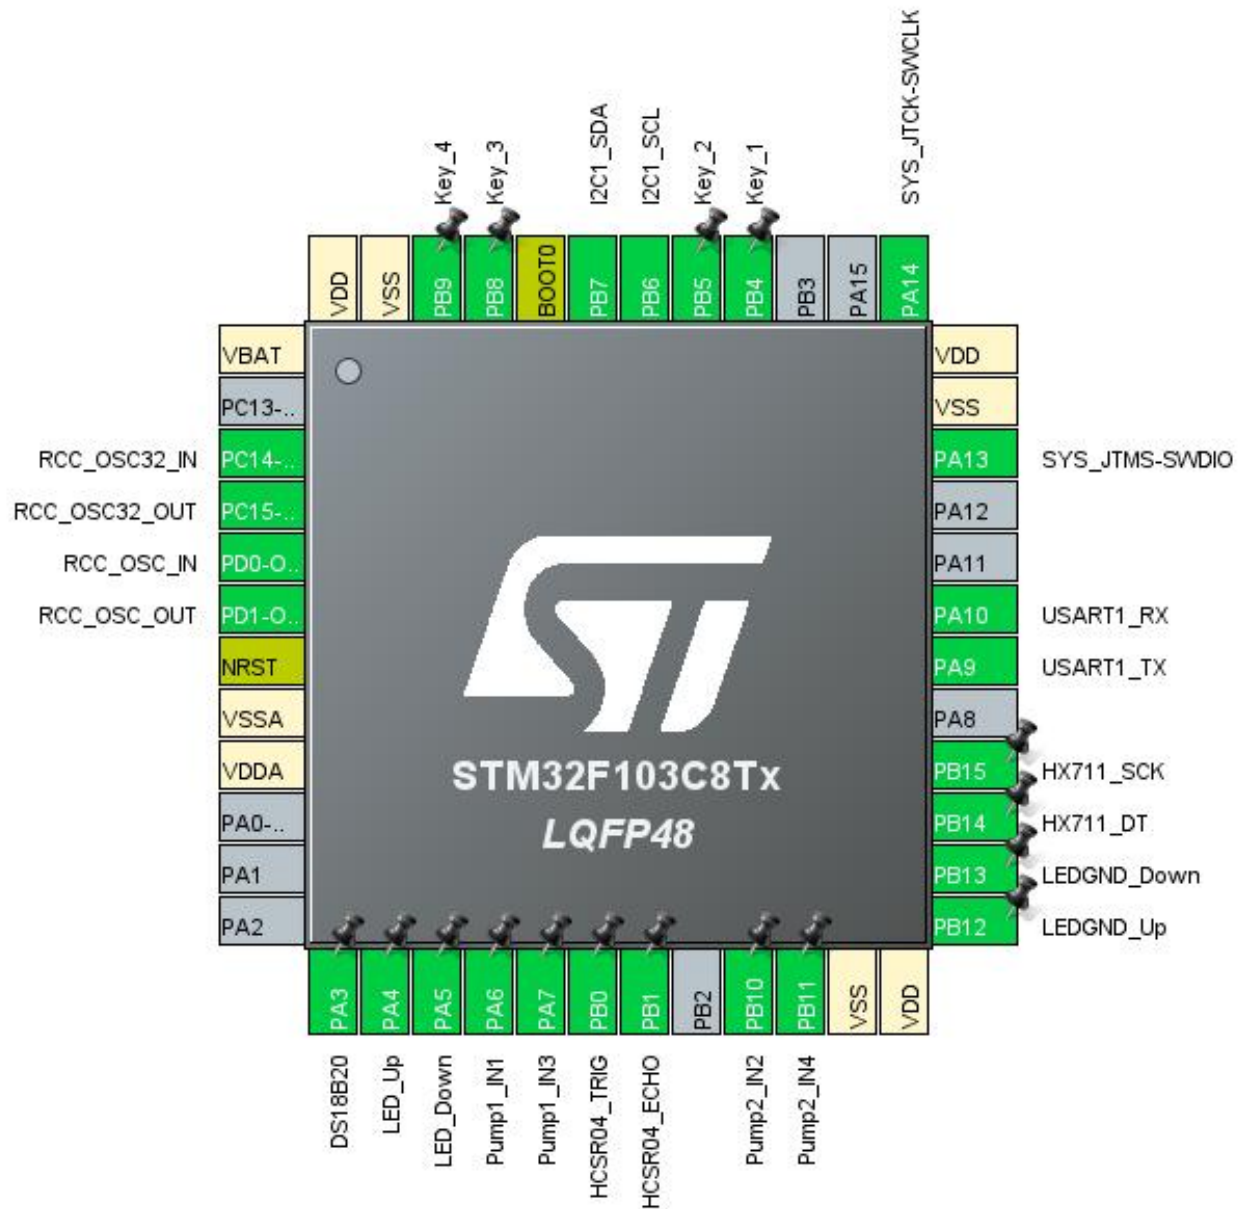 Key_4
Key_3
I2C1_SDA
I2C1_SCL
Key_2
Key_1
SYS_JTCK-SWCLK
VDD
VSS
PB9
PB8
BOOT0
PB7
PB6
PB5
PB4
PB3
PA15
PA14
VBAT
PC13-..
RCC_OSC32_IN PC14-..
RCC_OSC32_OUT PC15-..
RCC_OSC_IN PD0-O..
RCC_OSC_OUT PD1-O..
NRST
VSSA
VDDA
PA0-..
PA1
PA2
VDD
VSS
PA13 SYS_JTMS-SWDIO
PA12
PA11
PA10 USART1_RX
PA9 USART1_TX
PA8
PB15 HX711_SCK
PB14 HX711_DT
PB13 LEDGND_Down
PB12 LEDGND_Up
ST
STM32F103C8Tx
LQFP48
PA3
PA4
PA5
PA6
PA7
PB0
PB1
PB2
PB10
PB11
VSS
VDD
DS18B20
LED_Up
LED_Down
Pump1_IN1
Pump1_IN3
HCSR04_TRIG
HCSR04_ECHO
Pump2_IN2
Pump2_IN4